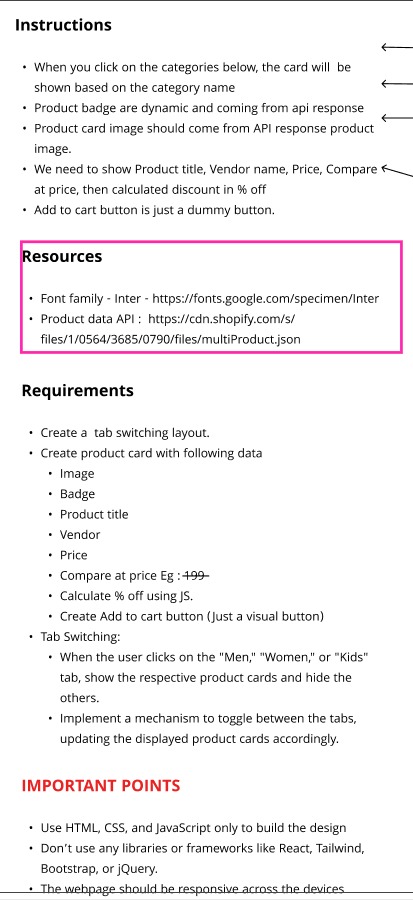 Instructions
When you click on the categories below, the card will be
shown based on the category name
Product badge are dynamic and coming from api response
Product card image should come from API response product
image.
We need to show Product title, Vendor name, Price, Compare
at price, then calculated discount in % off
Add to cart button is just a dummy button.
Resources
Font family - Inter - https://fonts.google.com/specimen/Inter
Product data API : https://cdn.shopify.com/s/
files/1/0564/3685/0790/files/multiProduct.json
Requirements
Create a tab switching layout.
Create product card with following data
Image
Badge
Product title
Vendor
Price
Compare at price Eg : 199
Calculate % off using JS.
Create Add to cart button (Just a visual button)
Tab Switching:
When the user clicks on the "Men," "Women," or "Kids"
tab, show the respective product cards and hide the
others.
Implement a mechanism to toggle between the tabs,
updating the displayed product cards accordingly.
IMPORTANT POINTS
Use HTML, CSS, and JavaScript only to build the design
Don't use any libraries or frameworks like React, Tailwind,
Bootstrap, or jQuery.
The webpage should be responsive across the devices